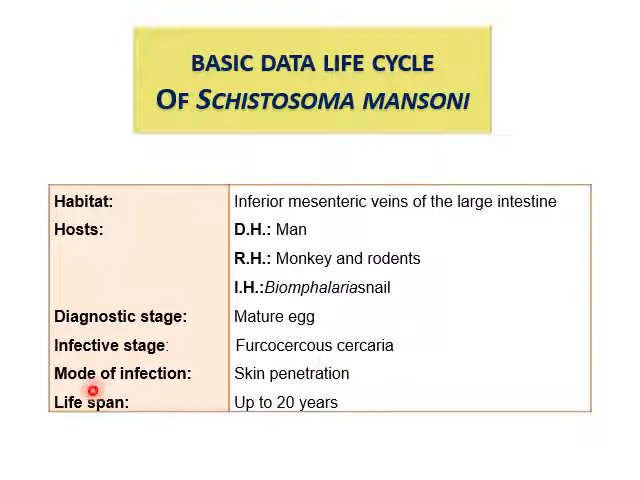 BASIC DATA LIFE CYCLE
OF SCHISTOSOMA MANSONI
Habitat: Inferior mesenteric veins of the large intestine
Hosts: D.H.: Man
R.H.: Monkey and rodents
I.H.:Biomphalariasnail
Diagnostic stage: Mature egg
Infective stage: Furcocercous cercaria
Mode of infection: Skin penetration
Life span: Up to 20 years